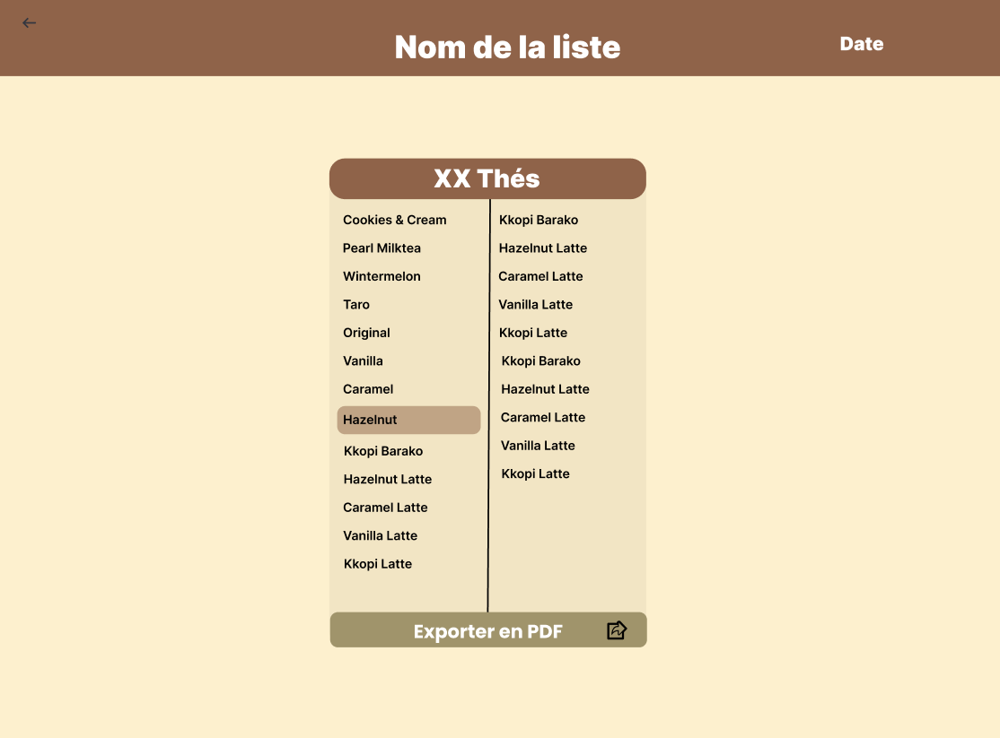 Nom de la liste
Date
XX Thés
Cookies & Cream
Pearl Milktea
Wintermelon
Taro
Original
Vanilla
Caramel
Hazelnut
Kkopi Barako
Hazelnut Latte
Caramel Latte
Vanilla Latte
Kkopi Latte
Kkopi Barako
Hazelnut Latte
Caramel Latte
Vanilla Latte
Kkopi Latte
Kkopi Barako
Hazelnut Latte
Caramel Latte
Vanilla Latte
Kkopi Latte
Exporter en PDF